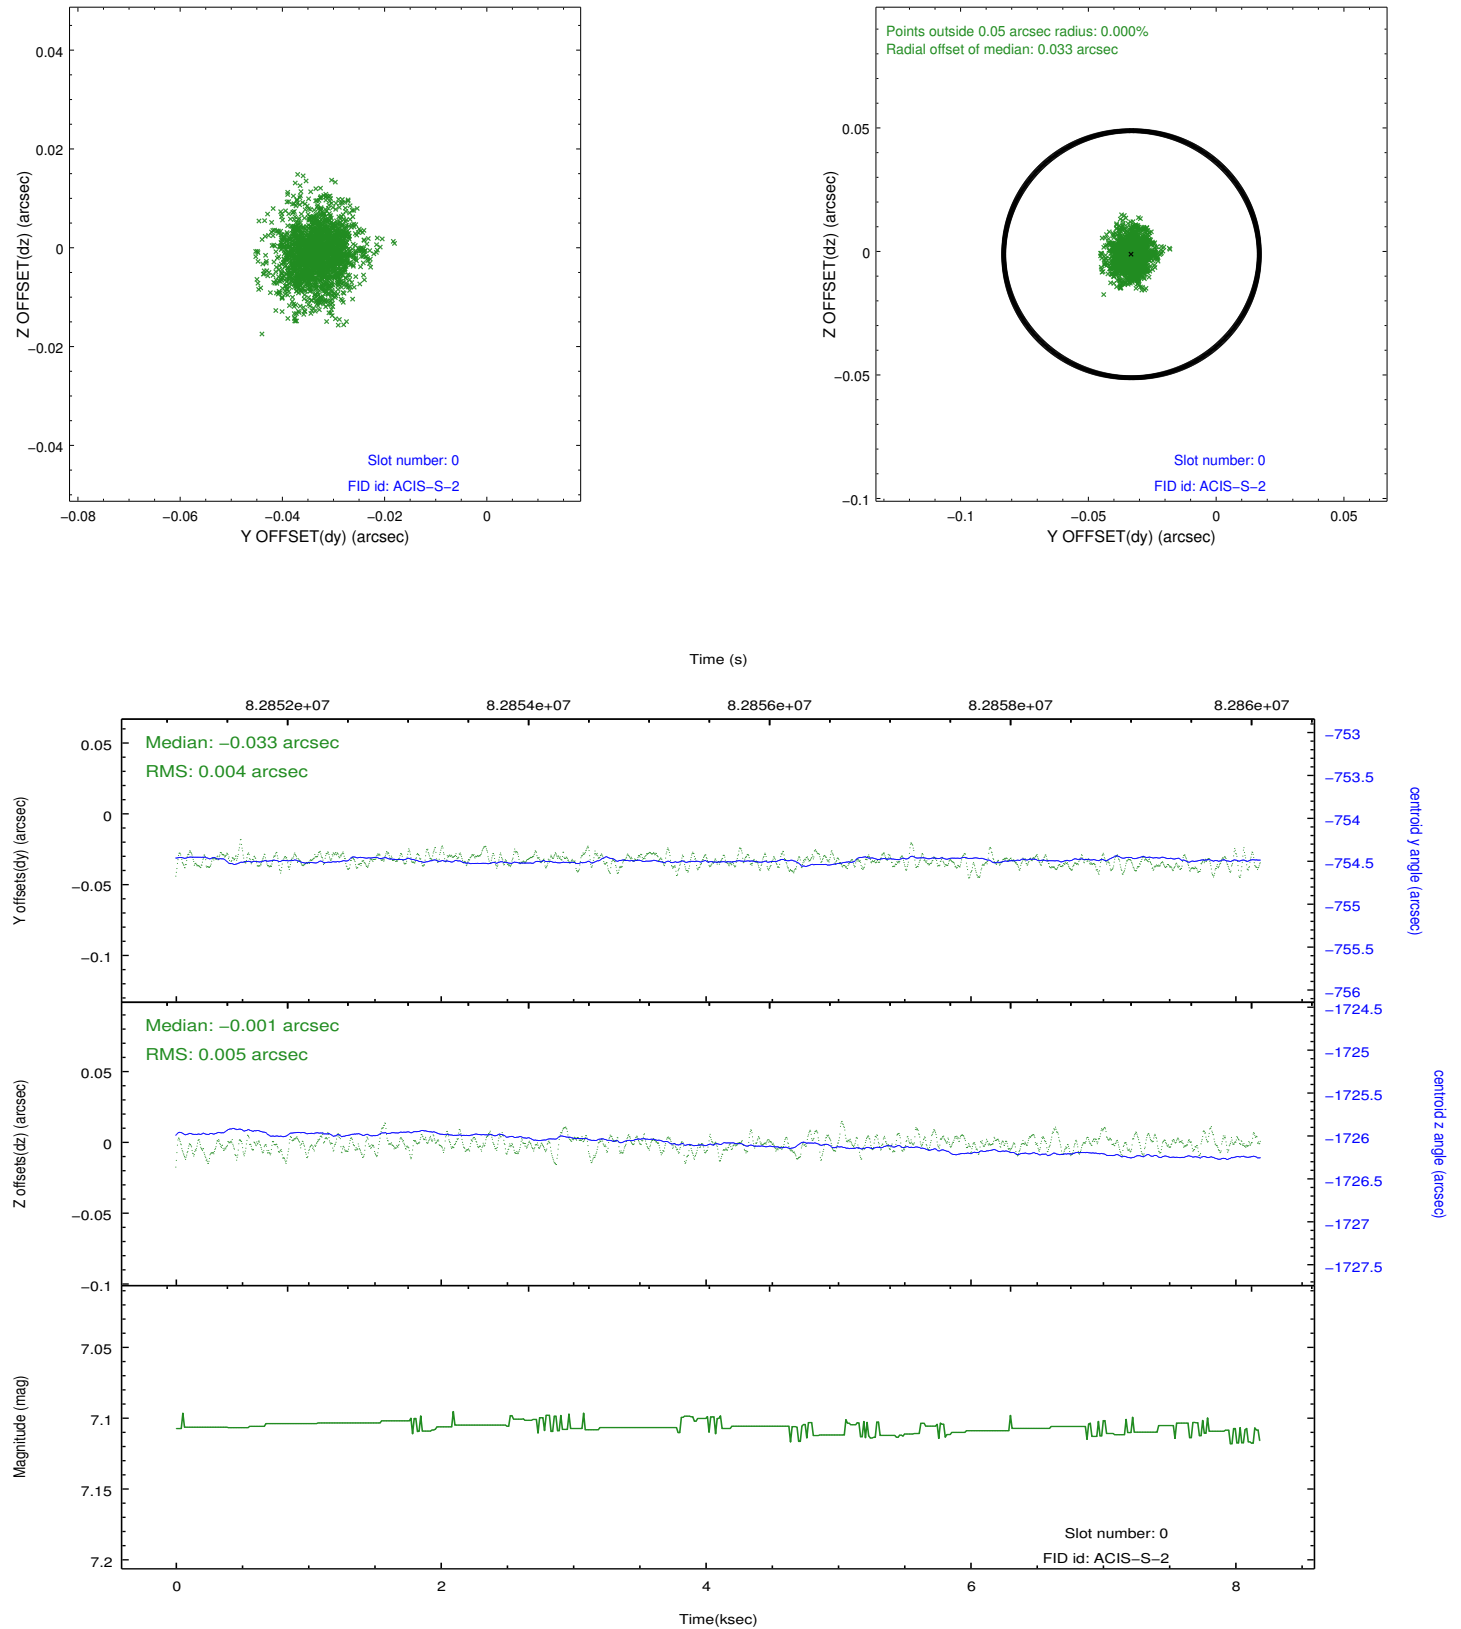 0.04
0.02
0
−0.02
−0.04
Z OFFSET(dz) (arcsec)
Slot number: 0
FID id: ACIS−S−2
−0.08
−0.06
−0.04
−0.02
0
Y OFFSET(dy) (arcsec)
Points outside 0.05 arcsec radius: 0.000%
Radial offset of median: 0.033 arcsec
0.05
0
−0.05
−0.1
Z OFFSET(dz) (arcsec)
Slot number: 0
FID id: ACIS−S−2
−0.1
−0.05
0
0.05
Y OFFSET(dy) (arcsec)
Time (s)
8.2852e+07
8.2854e+07
8.2856e+07
8.2858e+07
8.286e+07
Median: −0.033 arcsec
RMS: 0.004 arcsec
0.05
0
−0.05
−0.1
Y offsets(dy) (arcsec)
−753
−753.5
−754
−754.5
−755
−755.5
−756
centroid y angle (arcsec)
Median: −0.001 arcsec
RMS: 0.005 arcsec
0.05
0
−0.05
−0.1
Z offsets(dz) (arcsec)
−1724.5
−1725
−1725.5
−1726
−1726.5
−1727
−1727.5
centroid z angle (arcsec)
7.05
7.1
7.15
7.2
Magnitude (mag)
Slot number: 0
FID id: ACIS−S−2
0
2
4
6
8
Time(ksec)